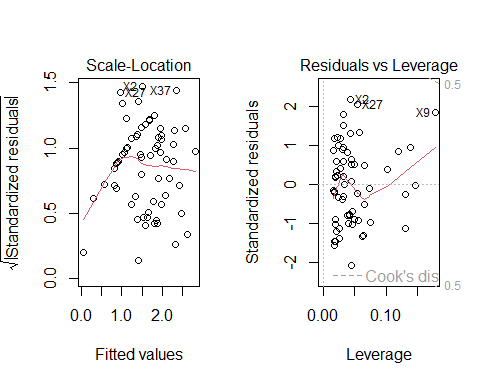 Scale-Location
√|Standardized residuals|
0.0 0.5 1.0 1.5
X2
X27 X37
0.0 1.0 2.0
Fitted values
Residuals vs Leverage
Standardized residuals
-2 -1 0 1 2
X2
X27
X9
0.5
Cook's dis
0.5
0.00 0.10
Leverage